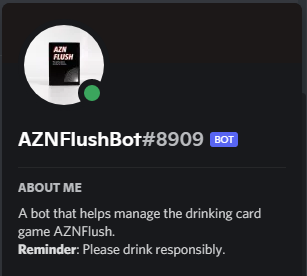 AZN
FLUSH
AZNFlushBot#8909 BOT
ABOUT ME
A bot that helps manage the drinking card
game AZNFlush.
Reminder: Please drink responsibly.